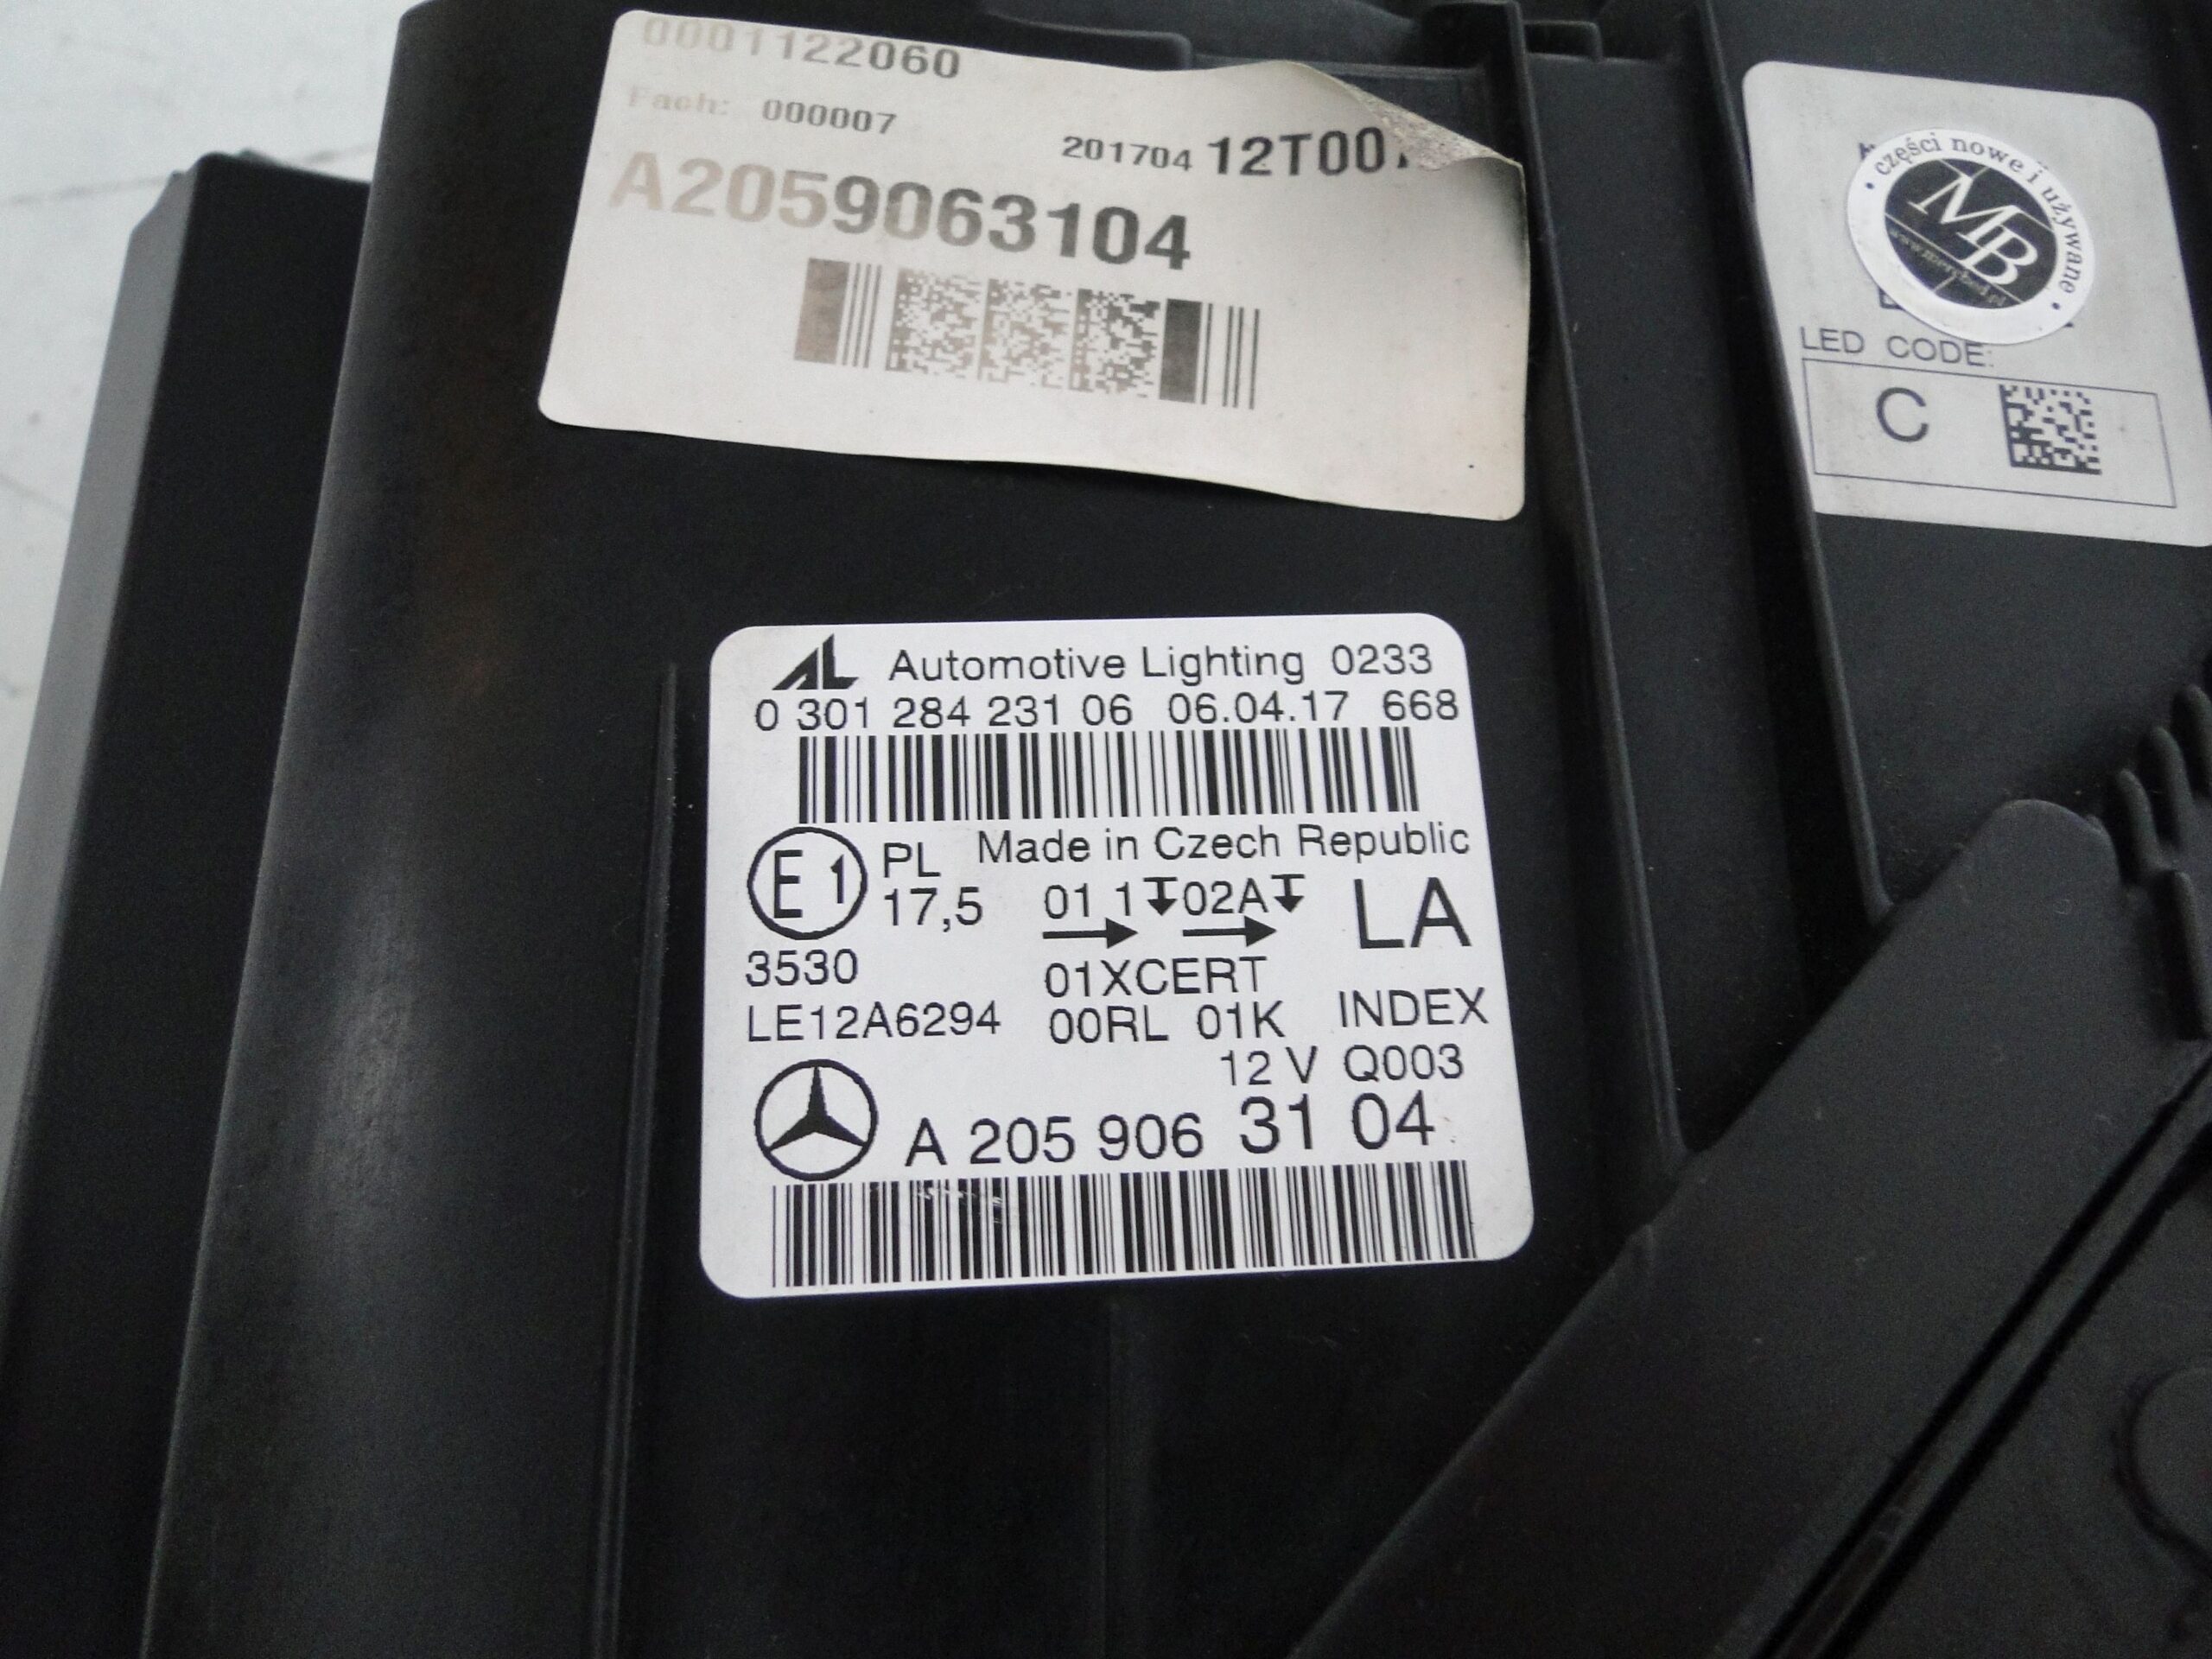 0001122060
Fach: 000007
201704 12T00
A2059063104
• części nowe i używane •
MB
LED CODE:
C
AL Automotive Lighting 0233
0 301 284 231 06 06.04.17 668
E1 PL Made in Czech Republic
17,5 01 1 02A LA
3530 01XCERT
LE12A6294 00RL 01K INDEX
12 V Q003
A 205 906 31 04